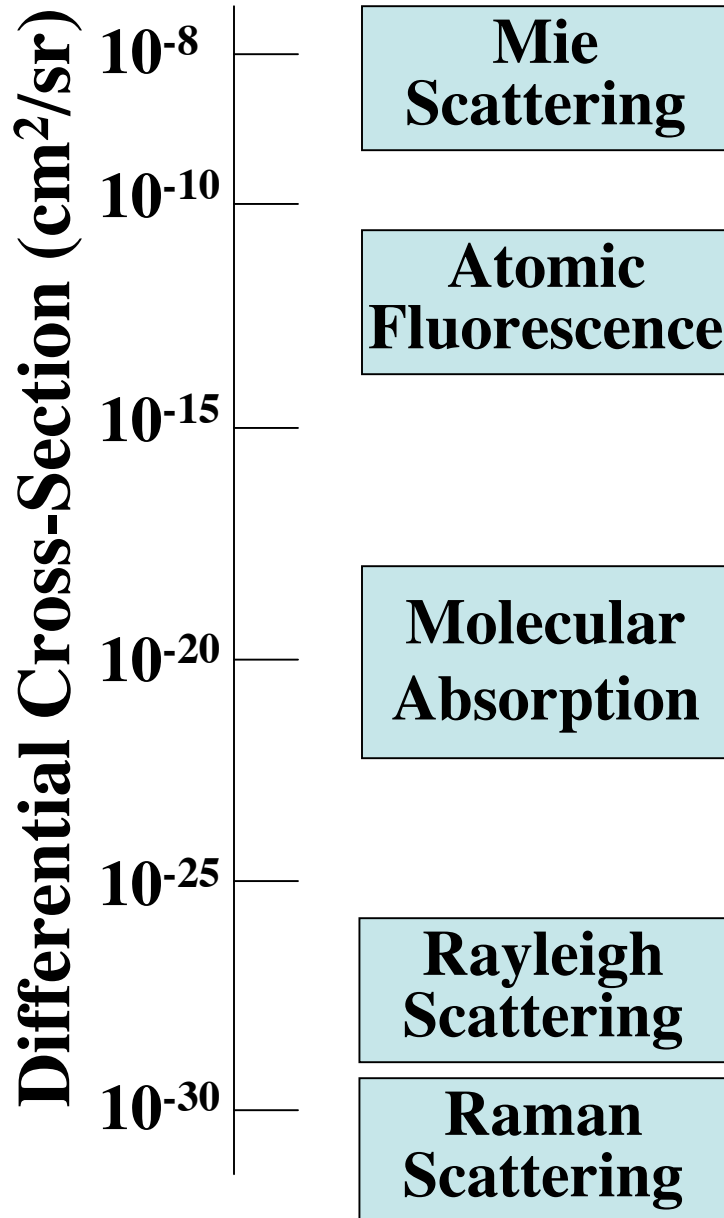 Differential Cross-Section (cm²/sr)
10⁻⁸
10⁻¹⁰
10⁻¹⁵
10⁻²⁰
10⁻²⁵
10⁻³⁰
Mie
Scattering
Atomic
Fluorescence
Molecular
Absorption
Rayleigh
Scattering
Raman
Scattering